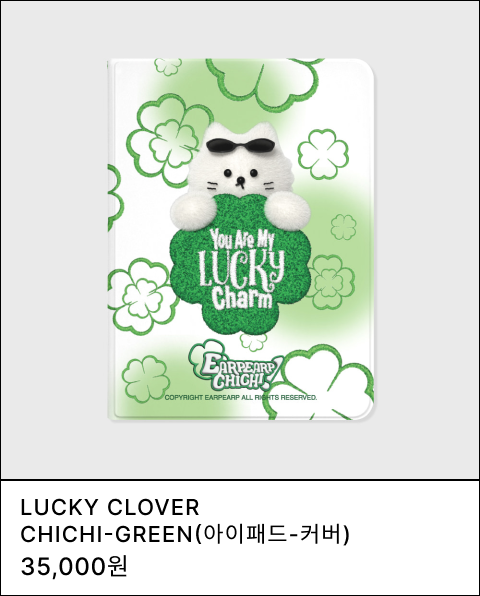 You Are My
LUCKY
Charm
EARPEARP
CHICHI!
COPYRIGHT EARPEARP ALL RIGHTS RESERVED.
LUCKY CLOVER
CHICHI-GREEN(아이패드-커버)
35,000원